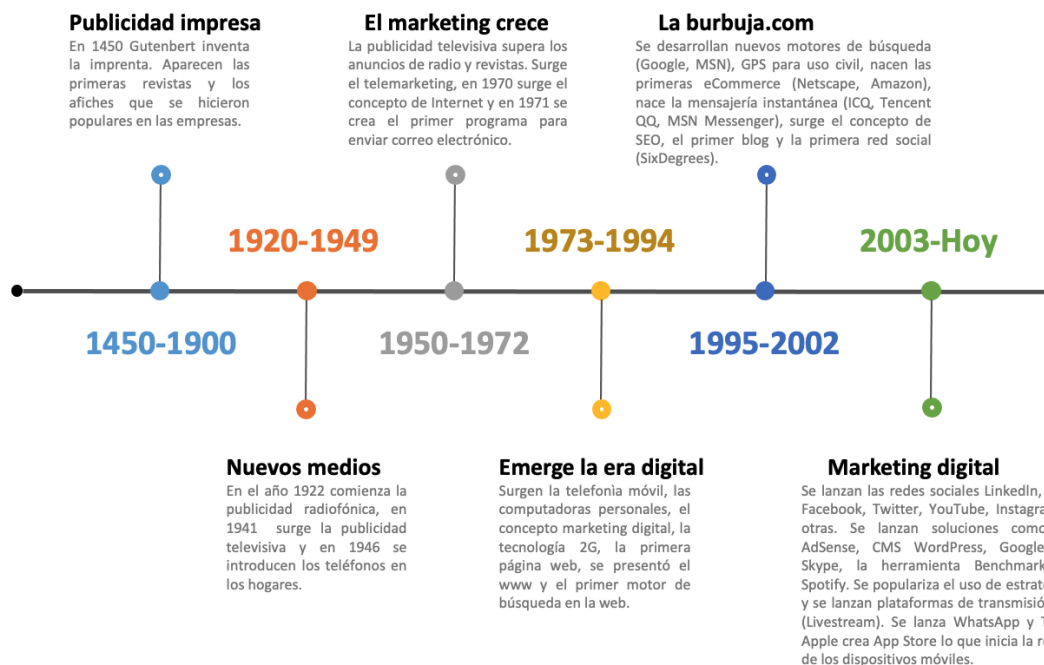 Publicidad impresa
En 1450 Gutenbert inventa
la imprenta. Aparecen las
primeras revistas y los
afiches que se hicieron
populares en las empresas.
El marketing crece
La publicidad televisiva supera los
anuncios de radio y revistas. Surge
el telemarketing, en 1970 surge el
concepto de Internet y en 1971 se
crea el primer programa para
enviar correo electrónico.
La burbuja.com
Se desarrollan nuevos motores de búsqueda
(Google, MSN), GPS para uso civil, nacen las
primeras eCommerce (Netscape, Amazon),
nace la mensajería instantánea (ICQ, Tencent
QQ, MSN Messenger), surge el concepto de
SEO, el primer blog y la primera red social
(SixDegrees).
1920-1949
1973-1994
2003-Hoy
1450-1900
1950-1972
1995-2002
Nuevos medios
En el año 1922 comienza la
publicidad radiofónica, en
1941 surge la publicidad
televisiva y en 1946 se
introducen los teléfonos en
los hogares.
Emerge la era digital
Surgen la telefonìa móvil, las
computadoras personales, el
concepto marketing digital, la
tecnología 2G, la primera
página web, se presentó el
www y el primer motor de
búsqueda en la web.
Marketing digital
Se lanzan las redes sociales LinkedIn,
Facebook, Twitter, YouTube,
otras. Se lanzan soluciones como
AdSense, CMS WordPress, Google
Skype, la herramienta
Spotify. Se populariza el uso de
y se lanzan plataformas de
(Livestream). Se lanza WhatsApp y
Apple crea App Store lo que inicia la
de los dispositivos móviles.